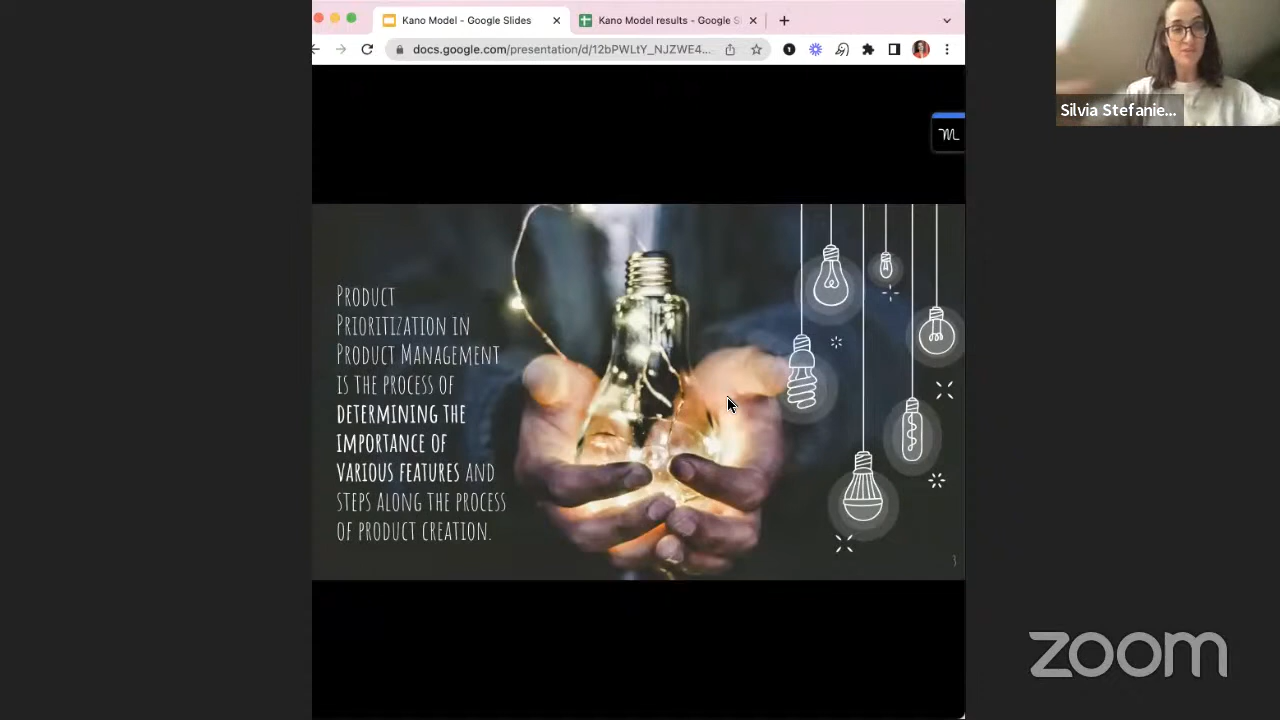 Kano Model - Google Slides
Kano Model results - Google S
docs.google.com/presentation/d/12bPWLtY_NJZWE4...
Silvia Stefanie...
PRODUCT
PRIORITIZATION IN
PRODUCT MANAGEMENT
IS THE PROCESS OF
DETERMINING THE
IMPORTANCE OF
VARIOUS FEATURES AND
STEPS ALONG THE PROCESS
OF PRODUCT CREATION.
3
zoom